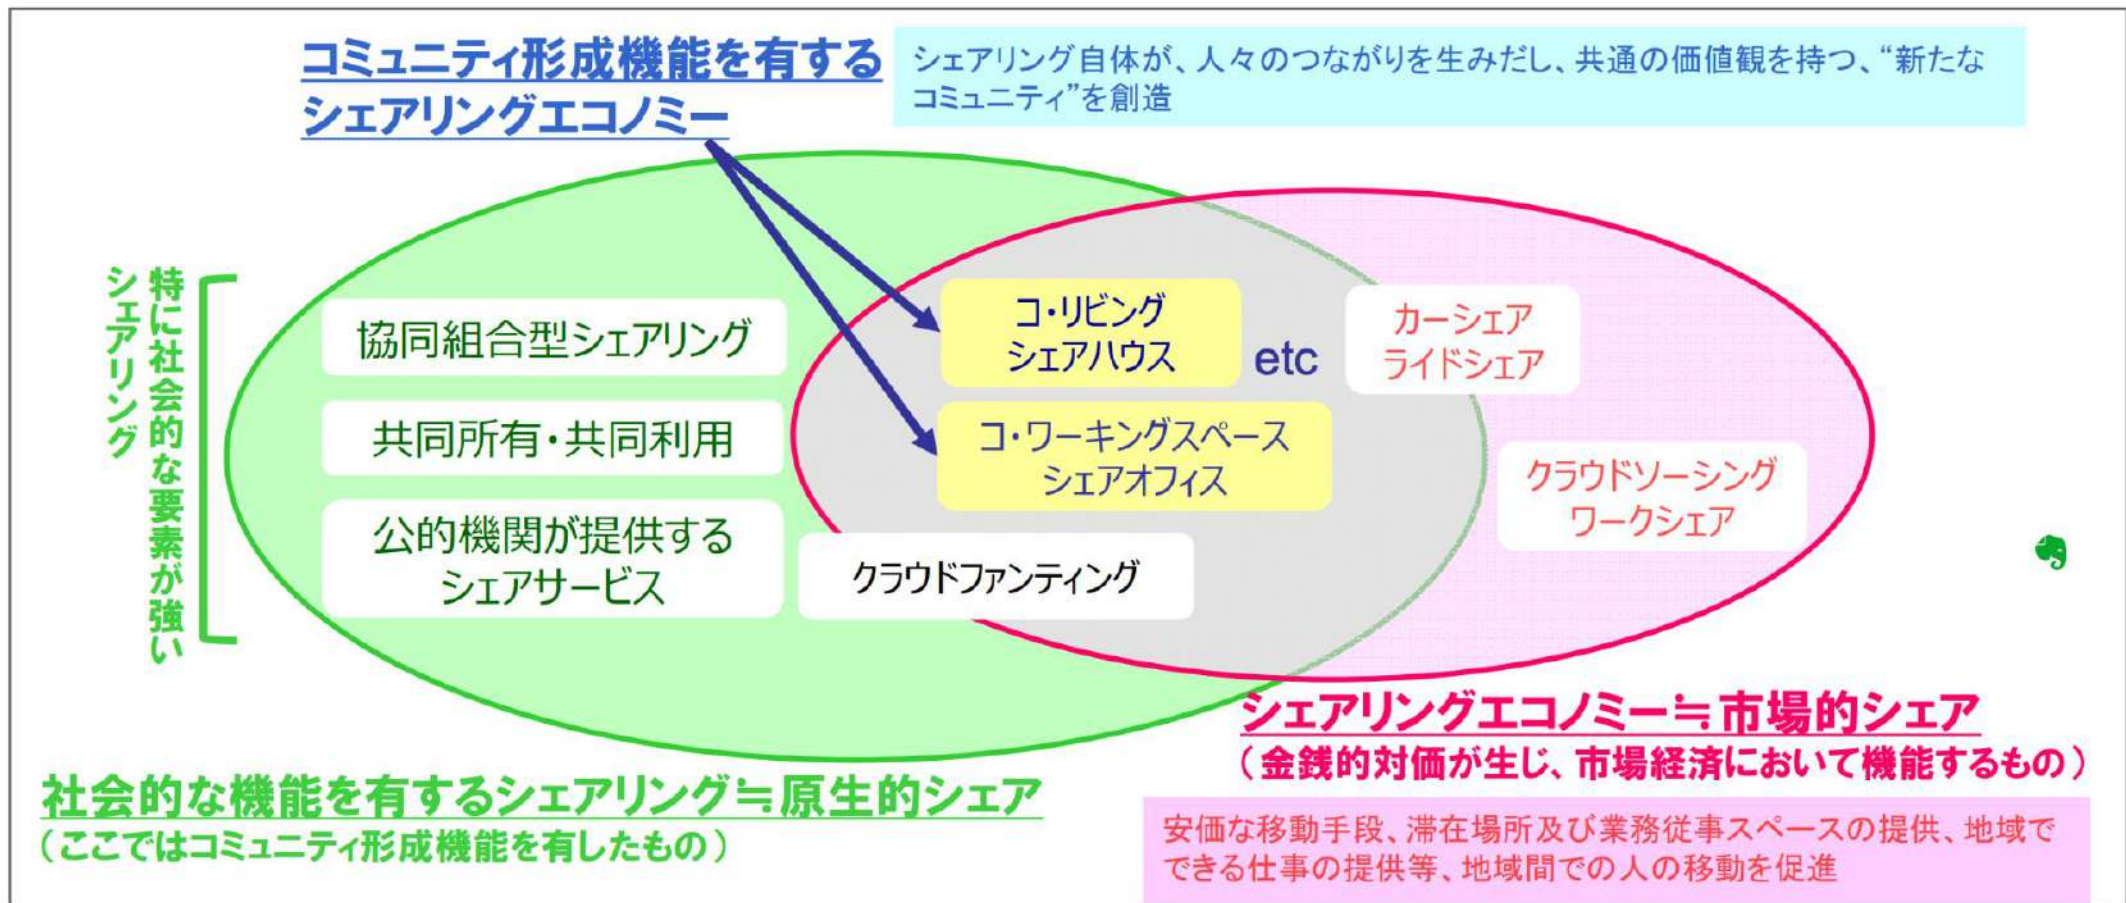 コミュニティ形成機能を有する
シェアリングエコノミー
シェアリング自体が、人々のつながりを生みだし、共通の価値観を持つ、“新たな
コミュニティ”を創造
特に社会的な要素が強い
シェアリング
協同組合型シェアリング
共同所有・共同利用
公的機関が提供する
シェアサービス
コ・リビング
シェアハウス
etc
コ・ワーキングスペース
シェアオフィス
クラウドファンティング
カーシェア
ライドシェア
クラウドソーシング
ワークシェア
シェアリングエコノミー≒市場的シェア
（金銭的対価が生じ、市場経済において機能するもの）
社会的な機能を有するシェアリング≒原生的シェア
（ここではコミュニティ形成機能を有したもの）
安価な移動手段、滞在場所及び業務従事スペースの提供、地域で
できる仕事の提供等、地域間での人の移動を促進